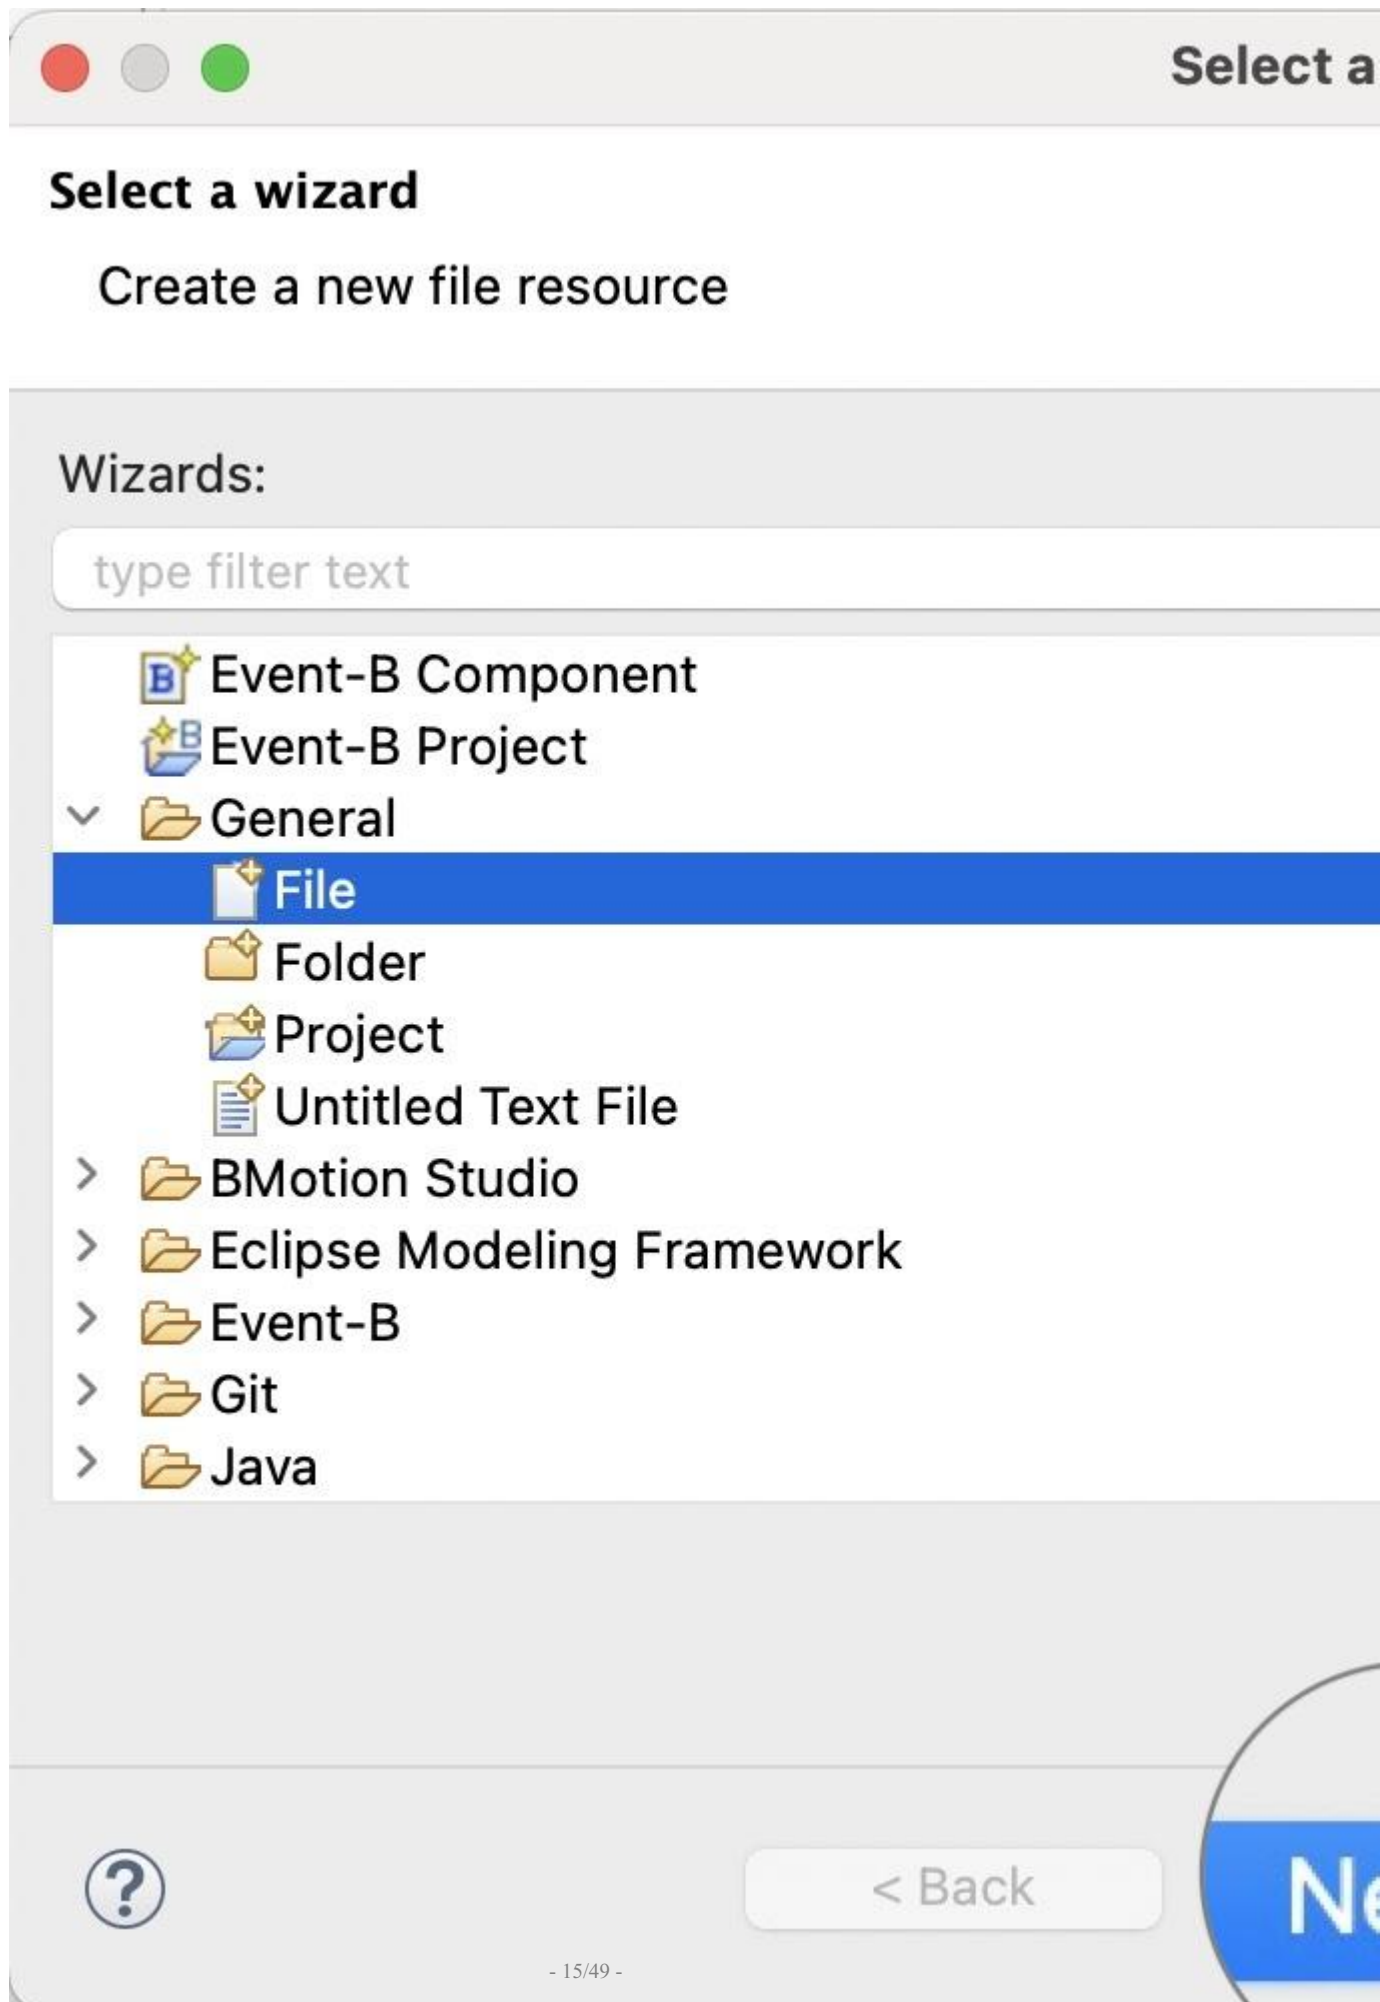 Select a
Select a wizard
Create a new file resource
Wizards:
type filter text
Event-B Component
Event-B Project
General
File
Folder
Project
Untitled Text File
BMotion Studio
Eclipse Modeling Framework
Event-B
Git
Java
? < Back Ne
- 15/49 -